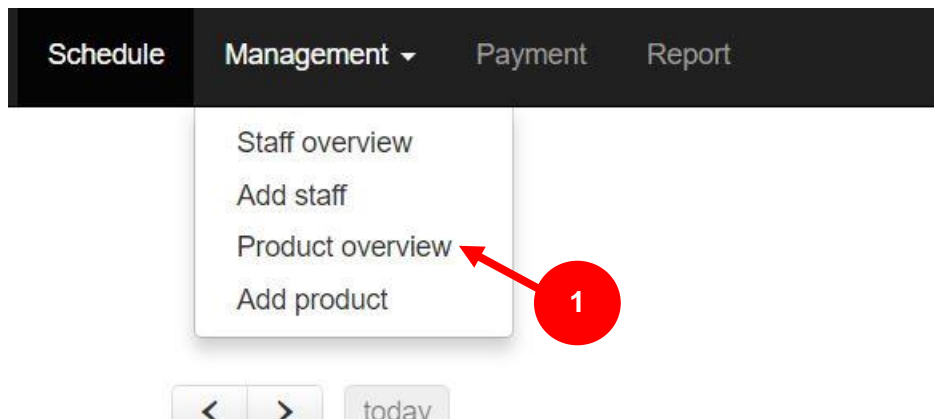 Schedule Management Payment Report
Staff overview
Add staff
Product overview
Add product
1
< > today